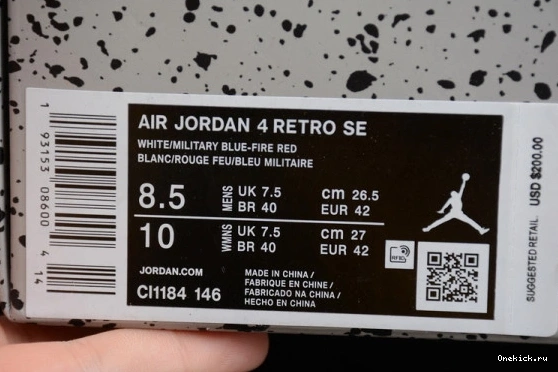 AIR JORDAN 4 RETRO SE
WHITE/MILITARY BLUE-FIRE RED
BLANC/ROUGE FEU/BLEU MILITAIRE
8.5 MENS UK 7.5 cm 26.5
BR 40 EUR 42
10 WMNS UK 7.5 cm 27
BR 40 EUR 42
JORDAN.COM
CI1184 146
MADE IN CHINA /
FABRIQUE EN CHINE /
FABRICADO NA CHINA /
HECHO EN CHINA
RFID
1 93153 08600 4 14
SUGGESTED RETAIL USD $200.00
Onekick.ru